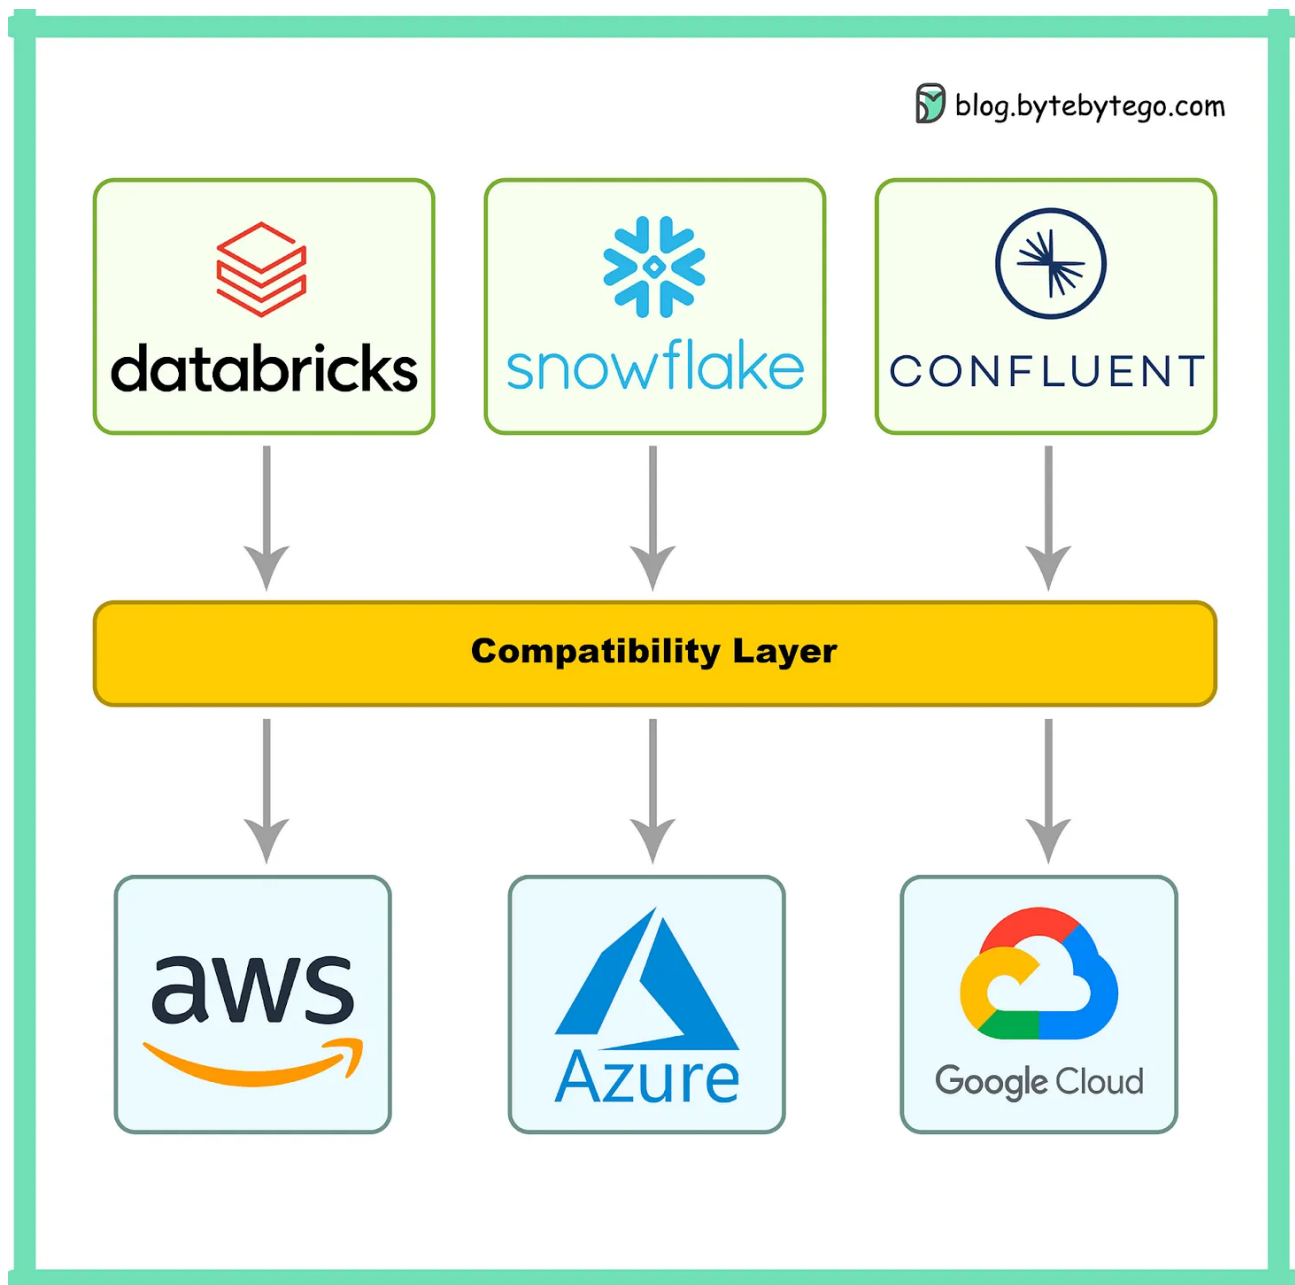 blog.bytebytego.com
databricks
snowflake
CONFLUENT
Compatibility Layer
aws
Azure
Google Cloud